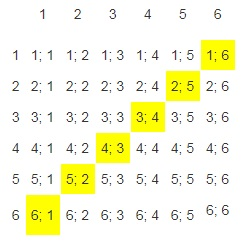 1 2 3 4 5 6
1 1; 1 1; 2 1; 3 1; 4 1; 5 1; 6
2 2; 1 2; 2 2; 3 2; 4 2; 5 2; 6
3 3; 1 3; 2 3; 3 3; 4 3; 5 3; 6
4 4; 1 4; 2 4; 3 4; 4 4; 5 4; 6
5 5; 1 5; 2 5; 3 5; 4 5; 5 5; 6
6 6; 1 6; 2 6; 3 6; 4 6; 5 6; 6